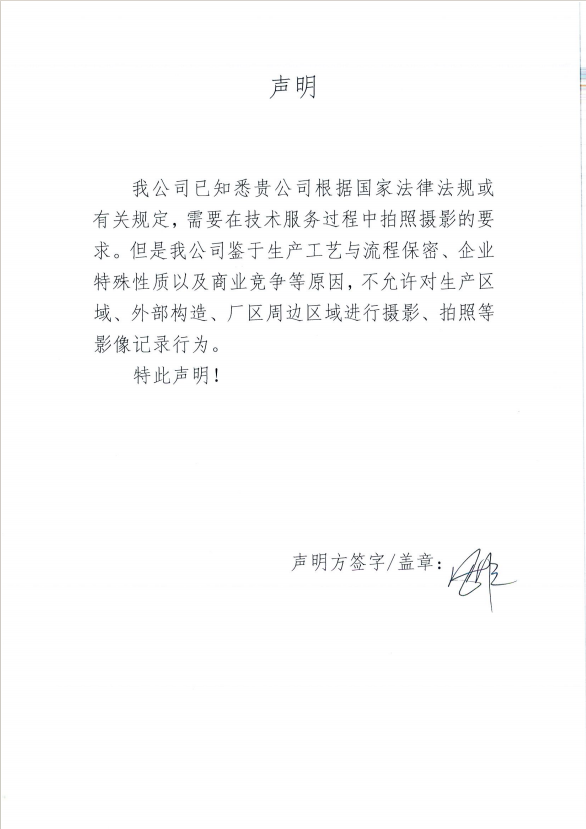 声明
我公司已知悉贵公司根据国家法律法规或
有关规定，需要在技术服务过程中拍照摄影的要
求。但是我公司鉴于生产工艺与流程保密、企业
特殊性质以及商业竞争等原因，不允许对生产区
域、外部构造、厂区周边区域进行摄影、拍照等
影像记录行为。
特此声明！
声明方签字/盖章：